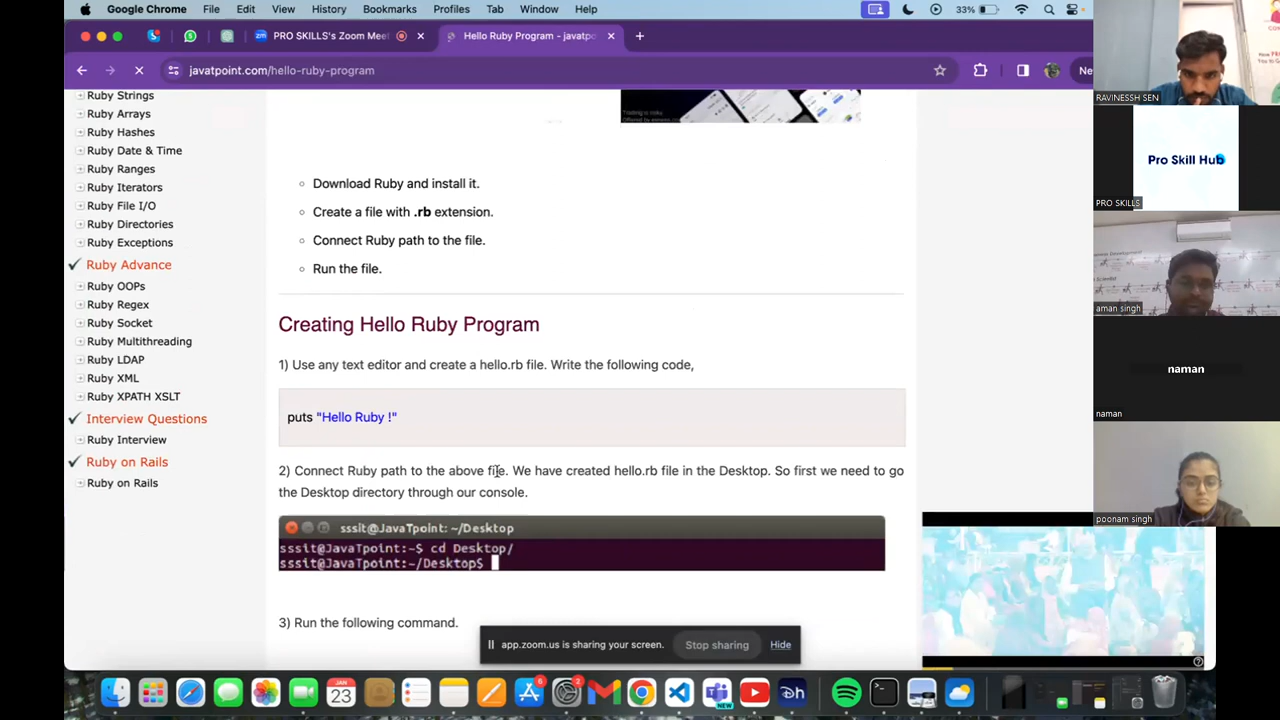 Google Chrome File Edit View History Bookmarks Profiles Tab Window Help
33%
PRO SKILLS's Zoom Mee
Hello Ruby Program - javatpo
javatpoint.com/hello-ruby-program
Ne
Ruby Strings
Ruby Arrays
Ruby Hashes
Ruby Date & Time
Ruby Ranges
Ruby Iterators
Ruby File I/O
Ruby Directories
Ruby Exceptions
Ruby Advance
Ruby OOPs
Ruby Regex
Ruby Socket
Ruby Multithreading
Ruby LDAP
Ruby XML
Ruby XPATH XSLT
Interview Questions
Ruby Interview
Ruby on Rails
Ruby on Rails
Download Ruby and install it.
Create a file with .rb extension.
Connect Ruby path to the file.
Run the file.
Creating Hello Ruby Program
1) Use any text editor and create a hello.rb file. Write the following code,
puts "Hello Ruby !"
2) Connect Ruby path to the above file. We have created hello.rb file in the Desktop. So first we need to go
the Desktop directory through our console.
sssit@JavaTpoint: ~/Desktop
sssit@JavaTpoint:~$ cd Desktop/
sssit@JavaTpoint:~/Desktop$
3) Run the following command.
app.zoom.us is sharing your screen.
Stop sharing
Hide
RAVINESSH SEN
Pro Skill Hub
PRO SKILLS
aman singh
naman
naman
poonam singh
JAN
23
6
2
NEW